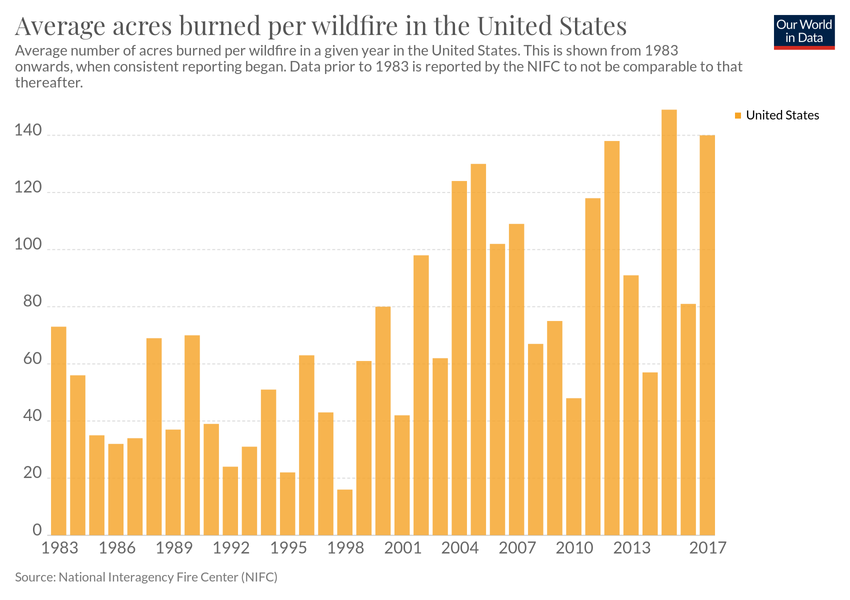 Average acres burned per wildfire in the United States
Our World
in Data
Average number of acres burned per wildfire in a given year in the United States. This is shown from 1983
onwards, when consistent reporting began. Data prior to 1983 is reported by the NIFC to not be comparable to that
thereafter.
United States
140
120
100
80
60
40
20
0
1983 1986 1989 1992 1995 1998 2001 2004 2007 2010 2013 2017
Source: National Interagency Fire Center (NIFC)